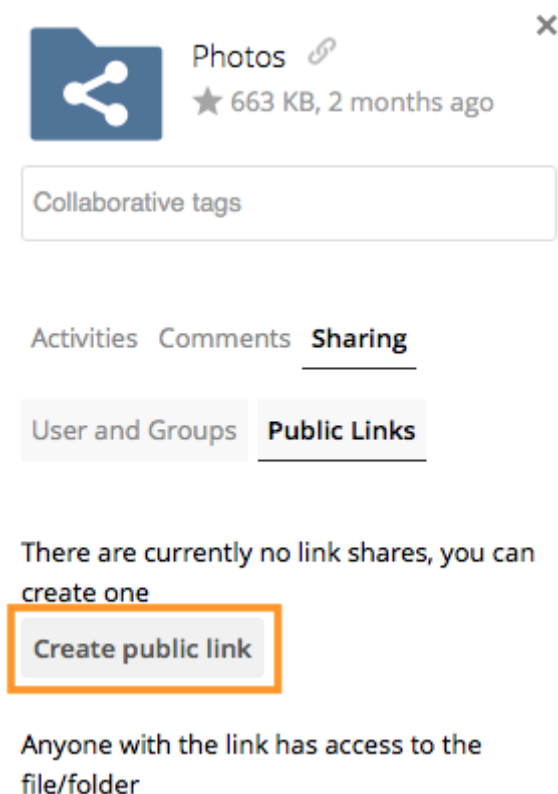 Photos
663 KB, 2 months ago
Collaborative tags
Activities Comments Sharing
User and Groups Public Links
There are currently no link shares, you can
create one
Create public link
Anyone with the link has access to the
file/folder